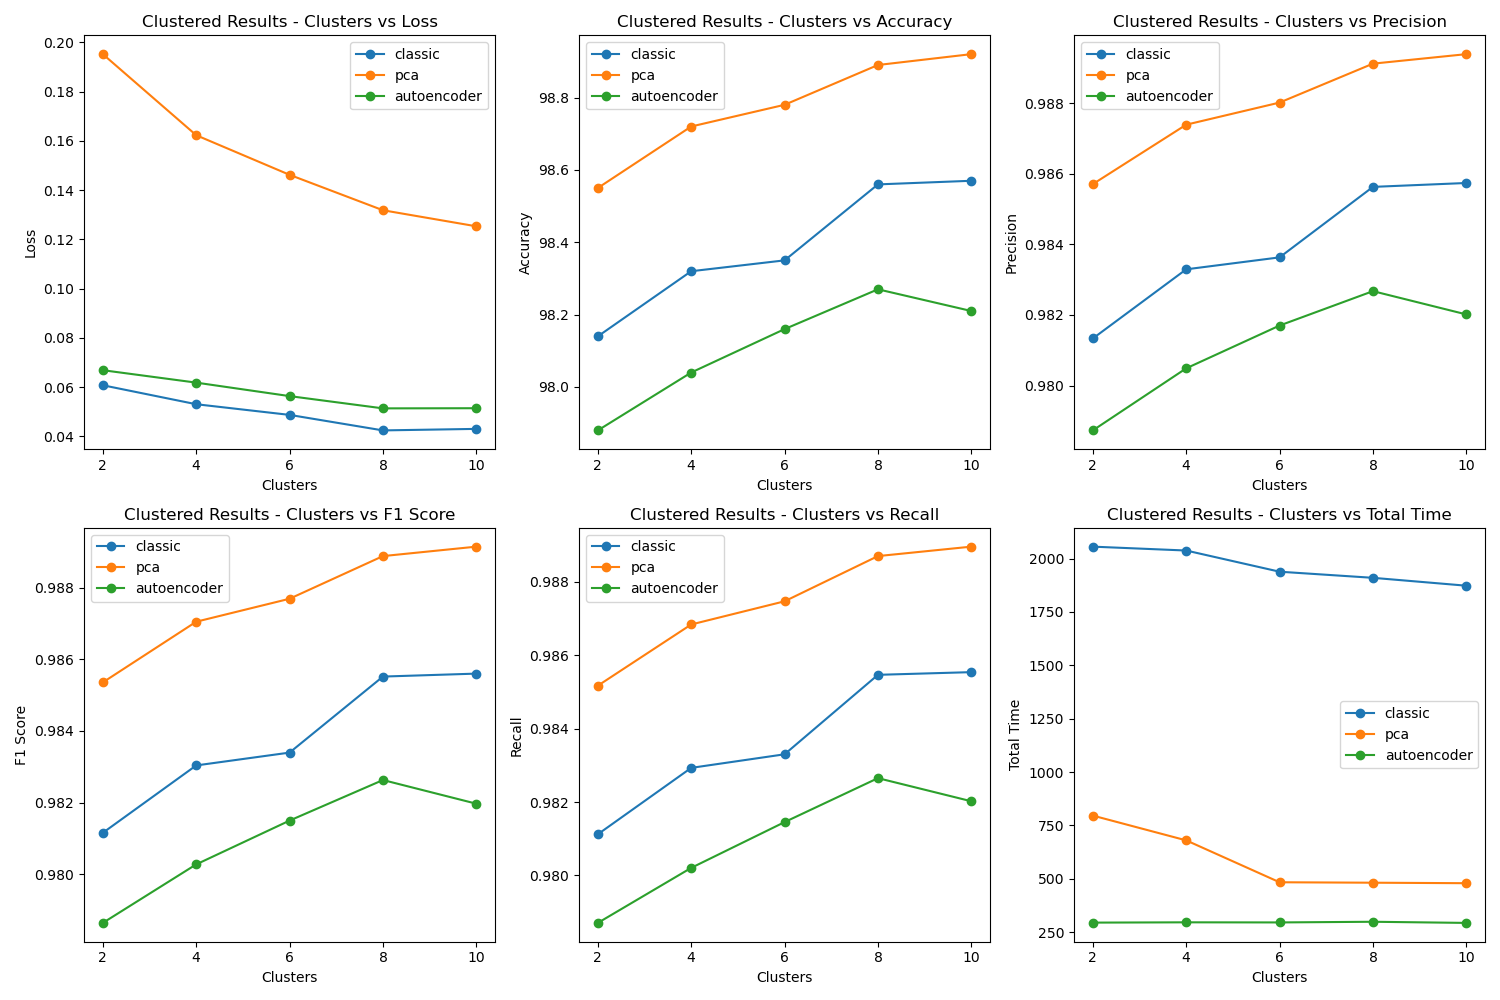 Clustered Results - Clusters vs Loss
0.20
0.18
0.16
0.14
0.12
0.10
0.08
0.06
0.04
Loss
classic
pca
autoencoder
2 4 6 8 10
Clusters
Clustered Results - Clusters vs Accuracy
98.8
98.6
98.4
98.2
98.0
Accuracy
classic
pca
autoencoder
2 4 6 8 10
Clusters
Clustered Results - Clusters vs Precision
0.988
0.986
0.984
0.982
0.980
Precision
classic
pca
autoencoder
2 4 6 8 10
Clusters
Clustered Results - Clusters vs F1 Score
0.988
0.986
0.984
0.982
0.980
F1 Score
classic
pca
autoencoder
2 4 6 8 10
Clusters
Clustered Results - Clusters vs Recall
0.988
0.986
0.984
0.982
0.980
Recall
classic
pca
autoencoder
2 4 6 8 10
Clusters
Clustered Results - Clusters vs Total Time
2000
1750
1500
1250
1000
750
500
250
Total Time
classic
pca
autoencoder
2 4 6 8 10
Clusters